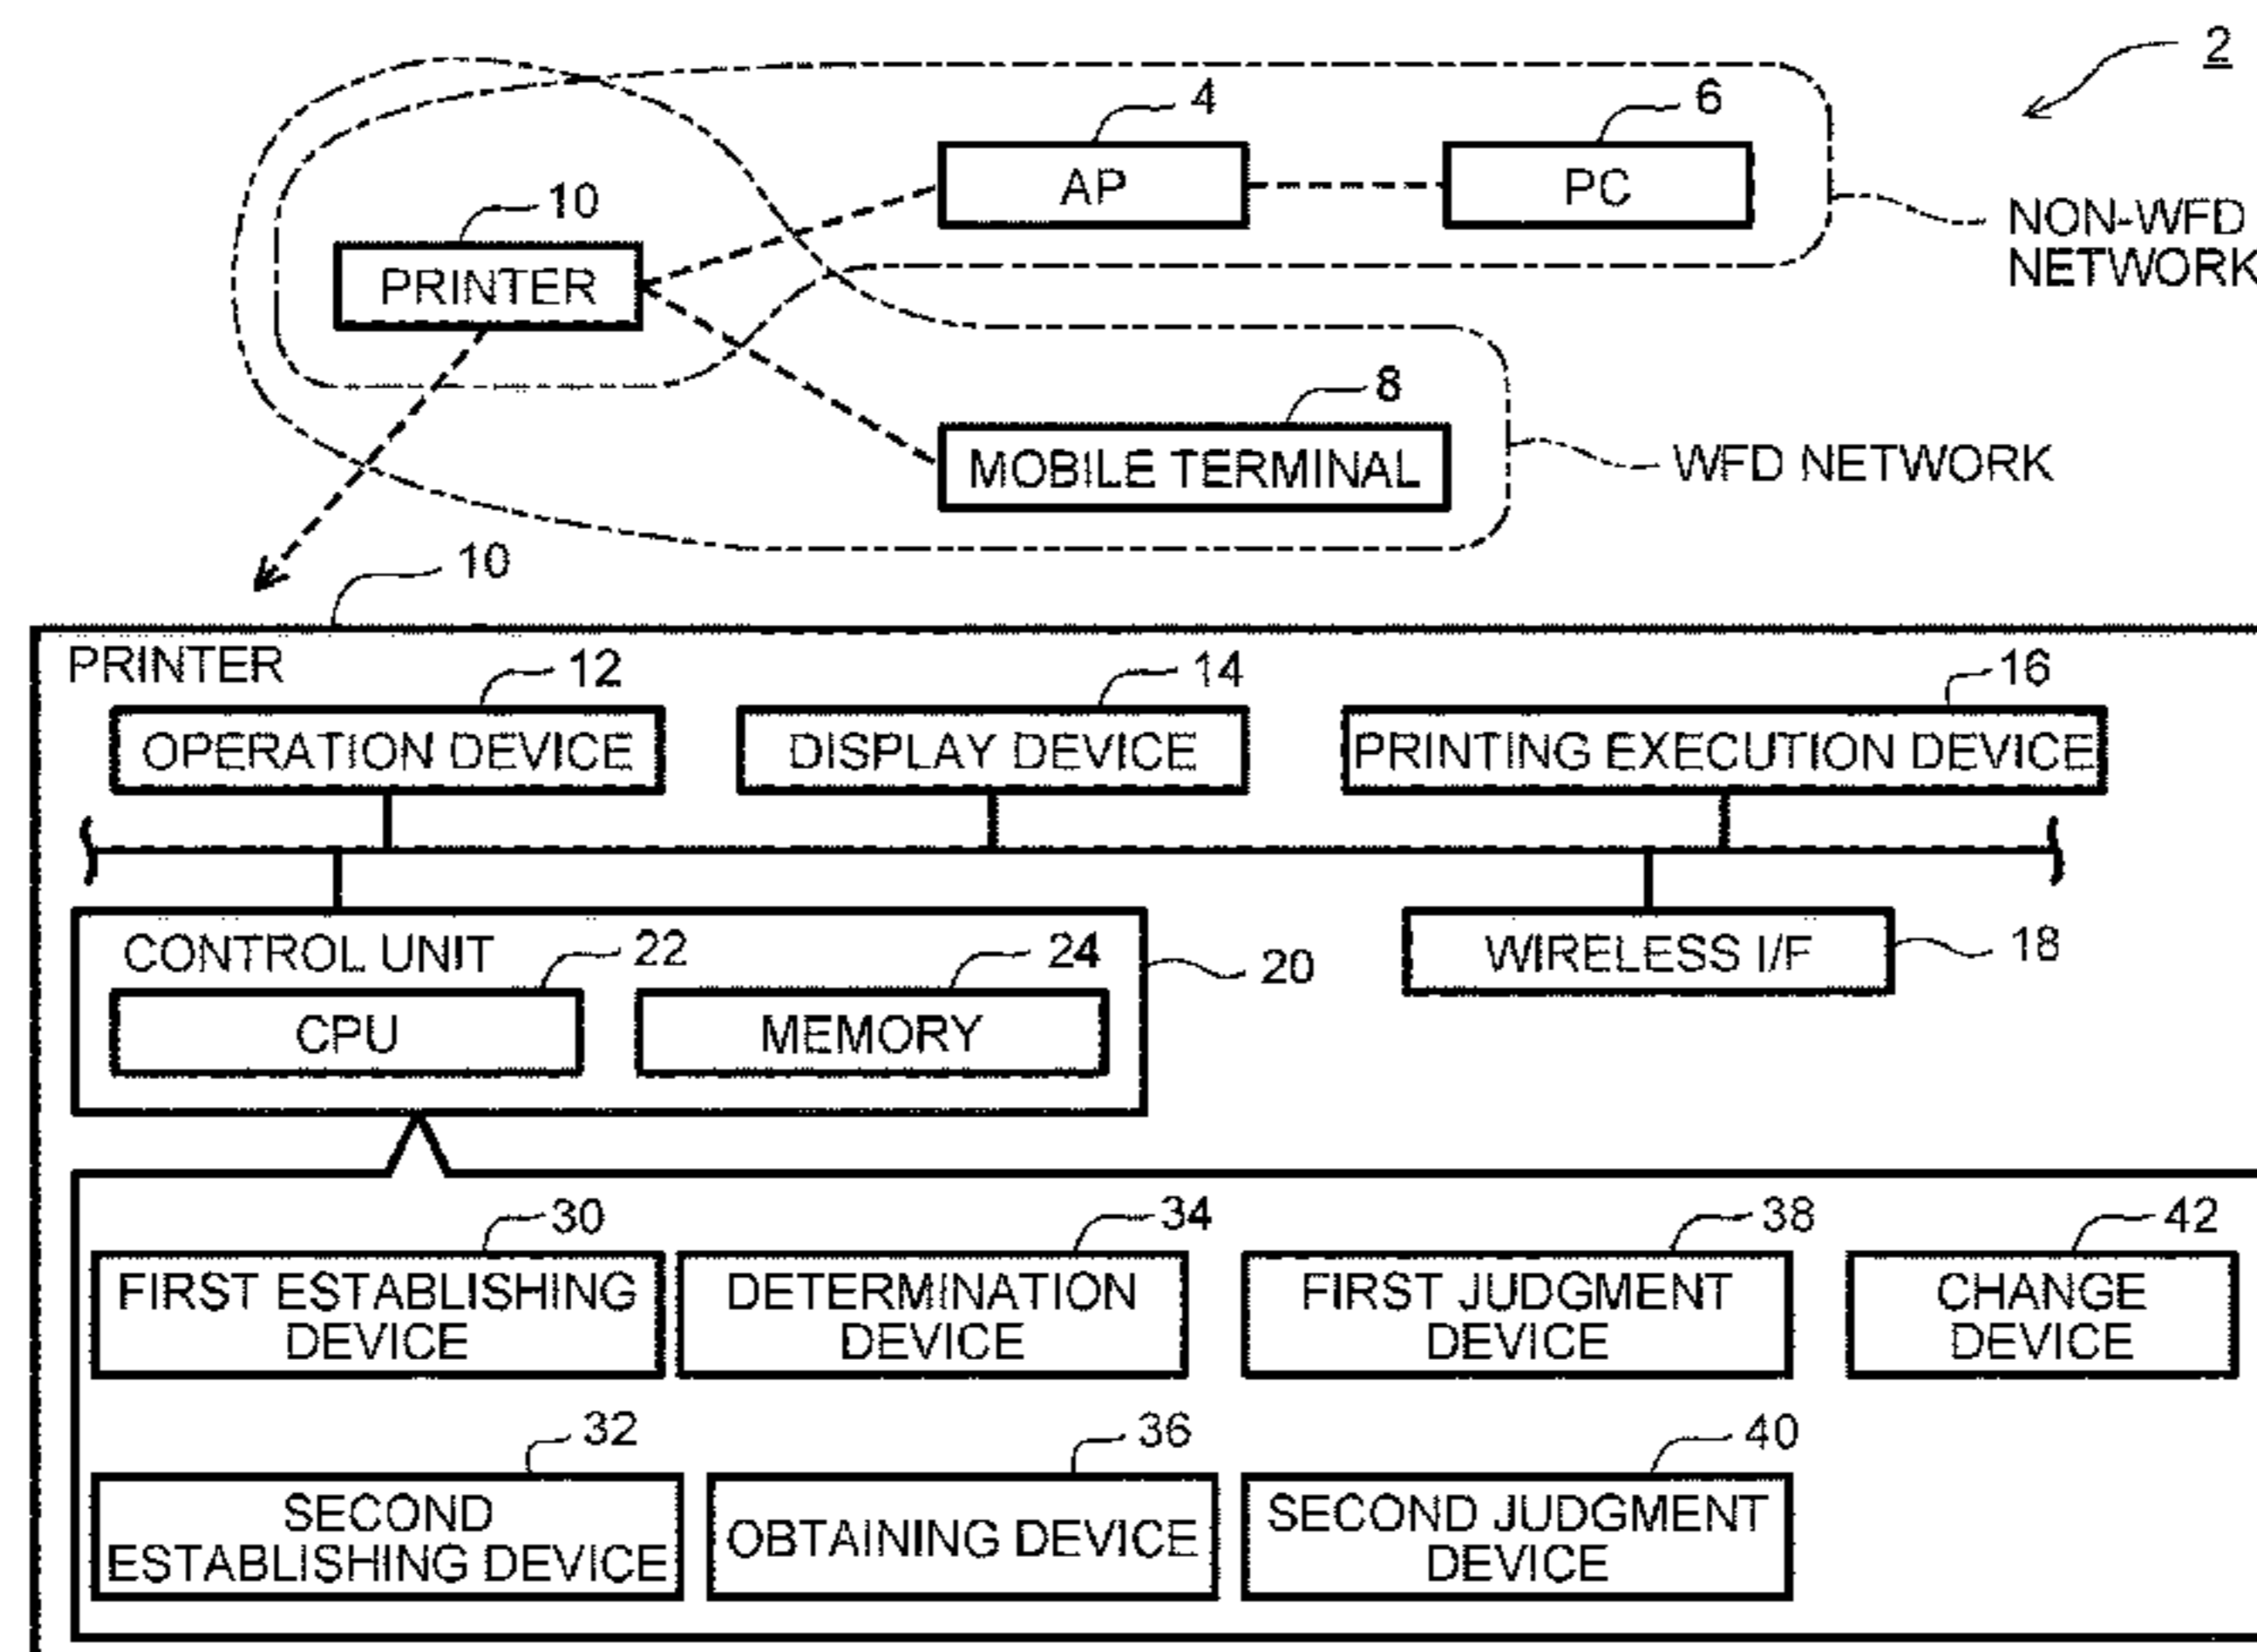 2
4
6
AP
PC
10
PRINTER
NON-WFD
NETWORK
8
MOBILE TERMINAL
WFD NETWORK
10
PRINTER
12
14
16
OPERATION DEVICE
DISPLAY DEVICE
PRINTING EXECUTION DEVICE
CONTROL UNIT
22
24
20
WIRELESS I/F
18
CPU
MEMORY
30
34
38
42
FIRST ESTABLISHING
DEVICE
DETERMINATION
DEVICE
FIRST JUDGMENT
DEVICE
CHANGE
DEVICE
32
36
40
SECOND
ESTABLISHING DEVICE
OBTAINING DEVICE
SECOND JUDGMENT
DEVICE